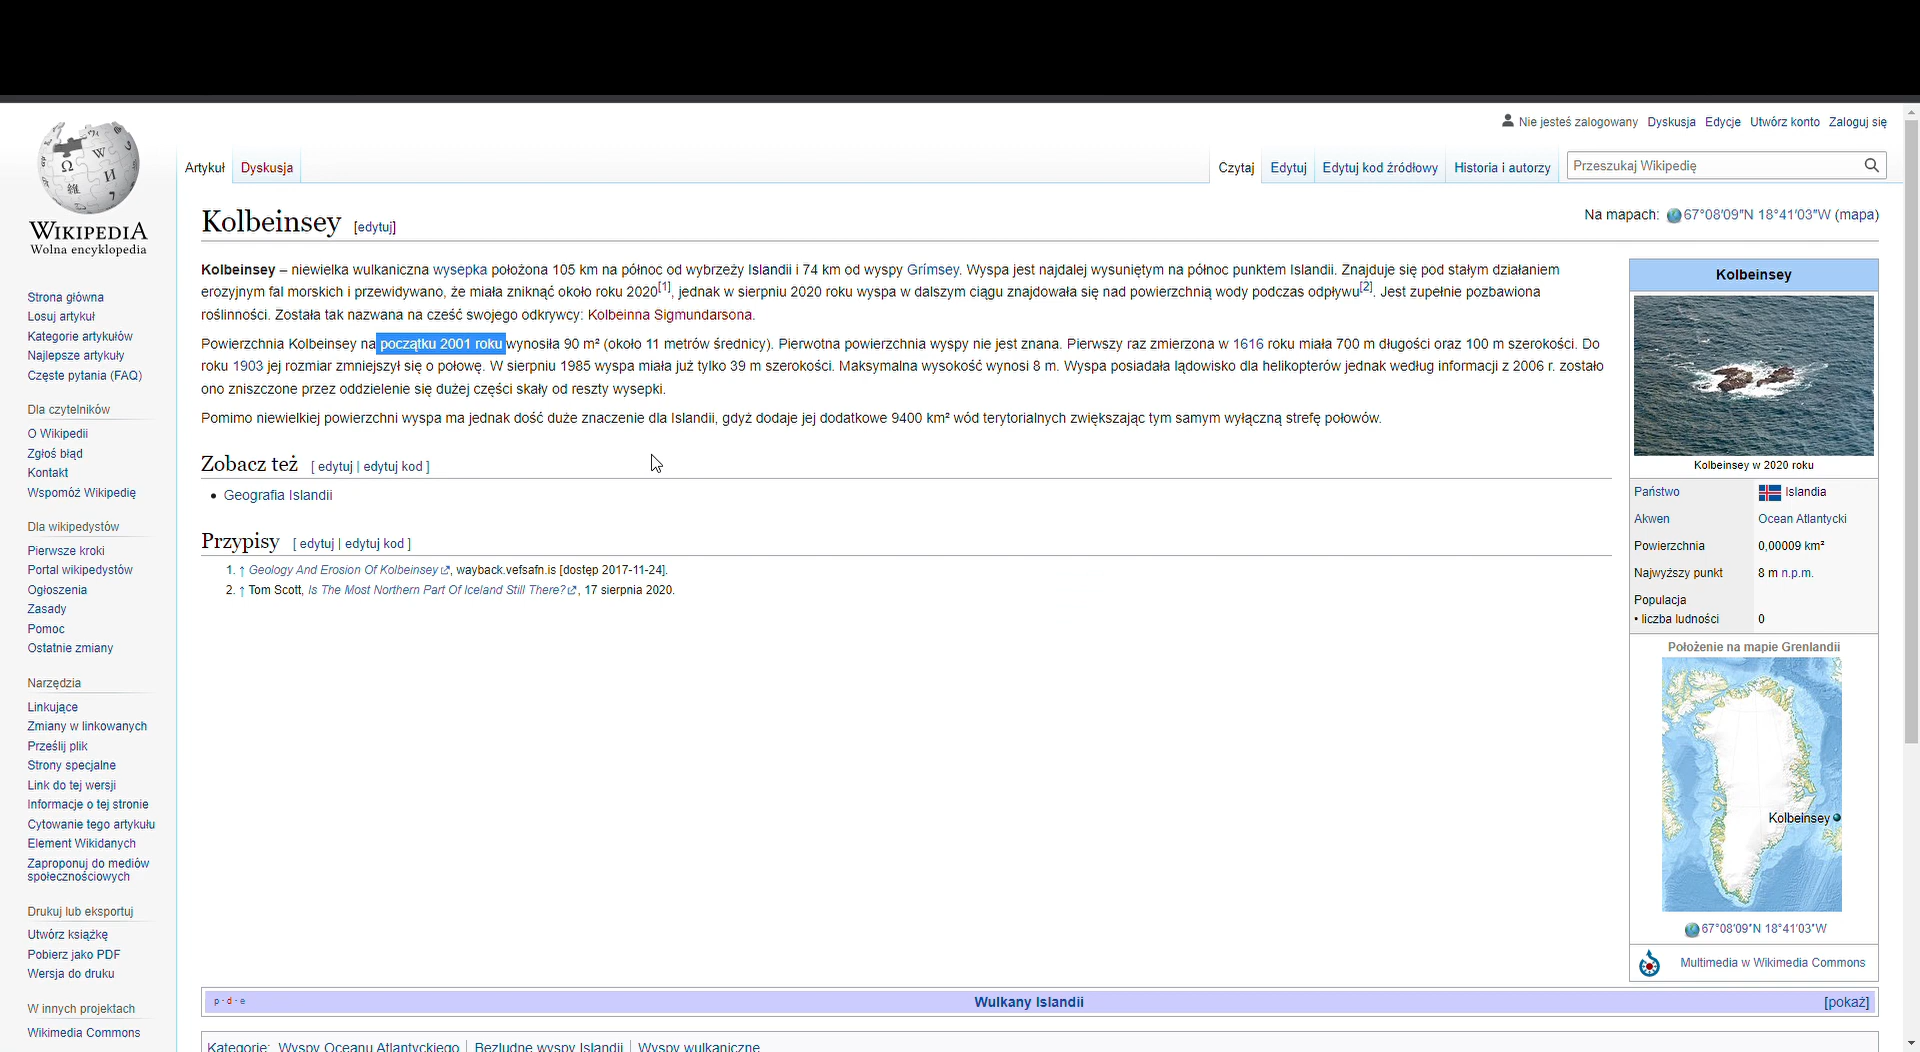 Nie jesteś zalogowany Dyskusja Edycje Utwórz konto Zaloguj się
Artykuł Dyskusja Czytaj Edytuj Edytuj kod źródłowy Historia i autorzy Przeszukaj Wikipedię
WIKIPEDIA
Wolna encyklopedia
Strona główna
Losuj artykuł
Kategorie artykułów
Najlepsze artykuły
Częste pytania (FAQ)
Dla czytelników
O Wikipedii
Zgłoś błąd
Kontakt
Wspomóż Wikipedię
Dla wikipedystów
Pierwsze kroki
Portal wikipedystów
Ogłoszenia
Zasady
Pomoc
Ostatnie zmiany
Narzędzia
Linkujące
Zmiany w linkowanych
Prześlij plik
Strony specjalne
Link do tej wersji
Informacje o tej stronie
Cytowanie tego artykułu
Element Wikidanych
Zaproponuj do mediów
społecznościowych
Drukuj lub eksportuj
Utwórz książkę
Pobierz jako PDF
Wersja do druku
W innych projektach
Wikimedia Commons
Kolbeinsey [edytuj]
Na mapach: 67°08′09″N 18°41′03″W (mapa)
Kolbeinsey – niewielka wulkaniczna wysepka położona 105 km na północ od wybrzeży Islandii i 74 km od wyspy Grímsey. Wyspa jest najdalej wysuniętym na północ punktem Islandii. Znajduje się pod stałym działaniem
erozyjnym fal morskich i przewidywano, że miała zniknąć około roku 2020[1], jednak w sierpniu 2020 roku wyspa w dalszym ciągu znajdowała się nad powierzchnią wody podczas odpływu[2]. Jest zupełnie pozbawiona
roślinności. Została tak nazwana na cześć swojego odkrywcy: Kolbeinna Sigmundarsona.
Powierzchnia Kolbeinsey na początku 2001 roku wynosiła 90 m² (około 11 metrów średnicy). Pierwotna powierzchnia wyspy nie jest znana. Pierwszy raz zmierzona w 1616 roku miała 700 m długości oraz 100 m szerokości. Do
roku 1903 jej rozmiar zmniejszył się o połowę. W sierpniu 1985 wyspa miała już tylko 39 m szerokości. Maksymalna wysokość wynosi 8 m. Wyspa posiadała lądowisko dla helikopterów jednak według informacji z 2006 r. zostało
ono zniszczone przez oddzielenie się dużej części skały od reszty wysepki.
Pomimo niewielkiej powierzchni wyspa ma jednak dość duże znaczenie dla Islandii, gdyż dodaje jej dodatkowe 9400 km² wód terytorialnych zwiększając tym samym wyłączną strefę połowów.
Zobacz też [ edytuj | edytuj kod ]
• Geografia Islandii
Przypisy [ edytuj | edytuj kod ]
1. ↑ Geology And Erosion Of Kolbeinsey, wayback.vefsafn.is [dostęp 2017-11-24].
2. ↑ Tom Scott, Is The Most Northern Part Of Iceland Still There?, 17 sierpnia 2020.
Kolbeinsey
Kolbeinsey w 2020 roku
Państwo Islandia
Akwen Ocean Atlantycki
Powierzchnia 0,00009 km²
Najwyższy punkt 8 m n.p.m.
Populacja
• liczba ludności 0
Położenie na mapie Grenlandii
Kolbeinsey
67°08′09″N 18°41′03″W
Multimedia w Wikimedia Commons
p · d · e Wulkany Islandii [pokaż]
Kategorie: Wyspy Oceanu Atlantyckiego | Bezludne wyspy Islandii | Wyspy wulkaniczne